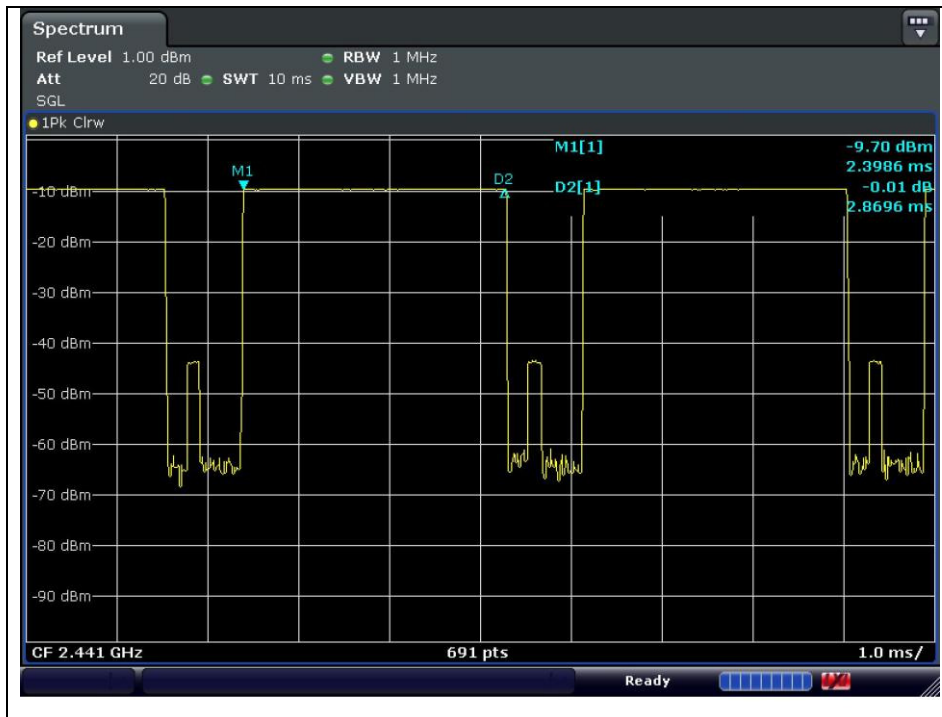 Spectrum
Ref Level 1.00 dBm RBW 1 MHz
Att 20 dB SWT 10 ms VBW 1 MHz
SGL
1Pk Clrw
M1[1] -9.70 dBm
2.3986 ms
M1
D2
D2[1] -0.01 dB
2.8696 ms
-10 dBm
-20 dBm
-30 dBm
-40 dBm
-50 dBm
-60 dBm
-70 dBm
-80 dBm
-90 dBm
CF 2.441 GHz 691 pts 1.0 ms/
Ready